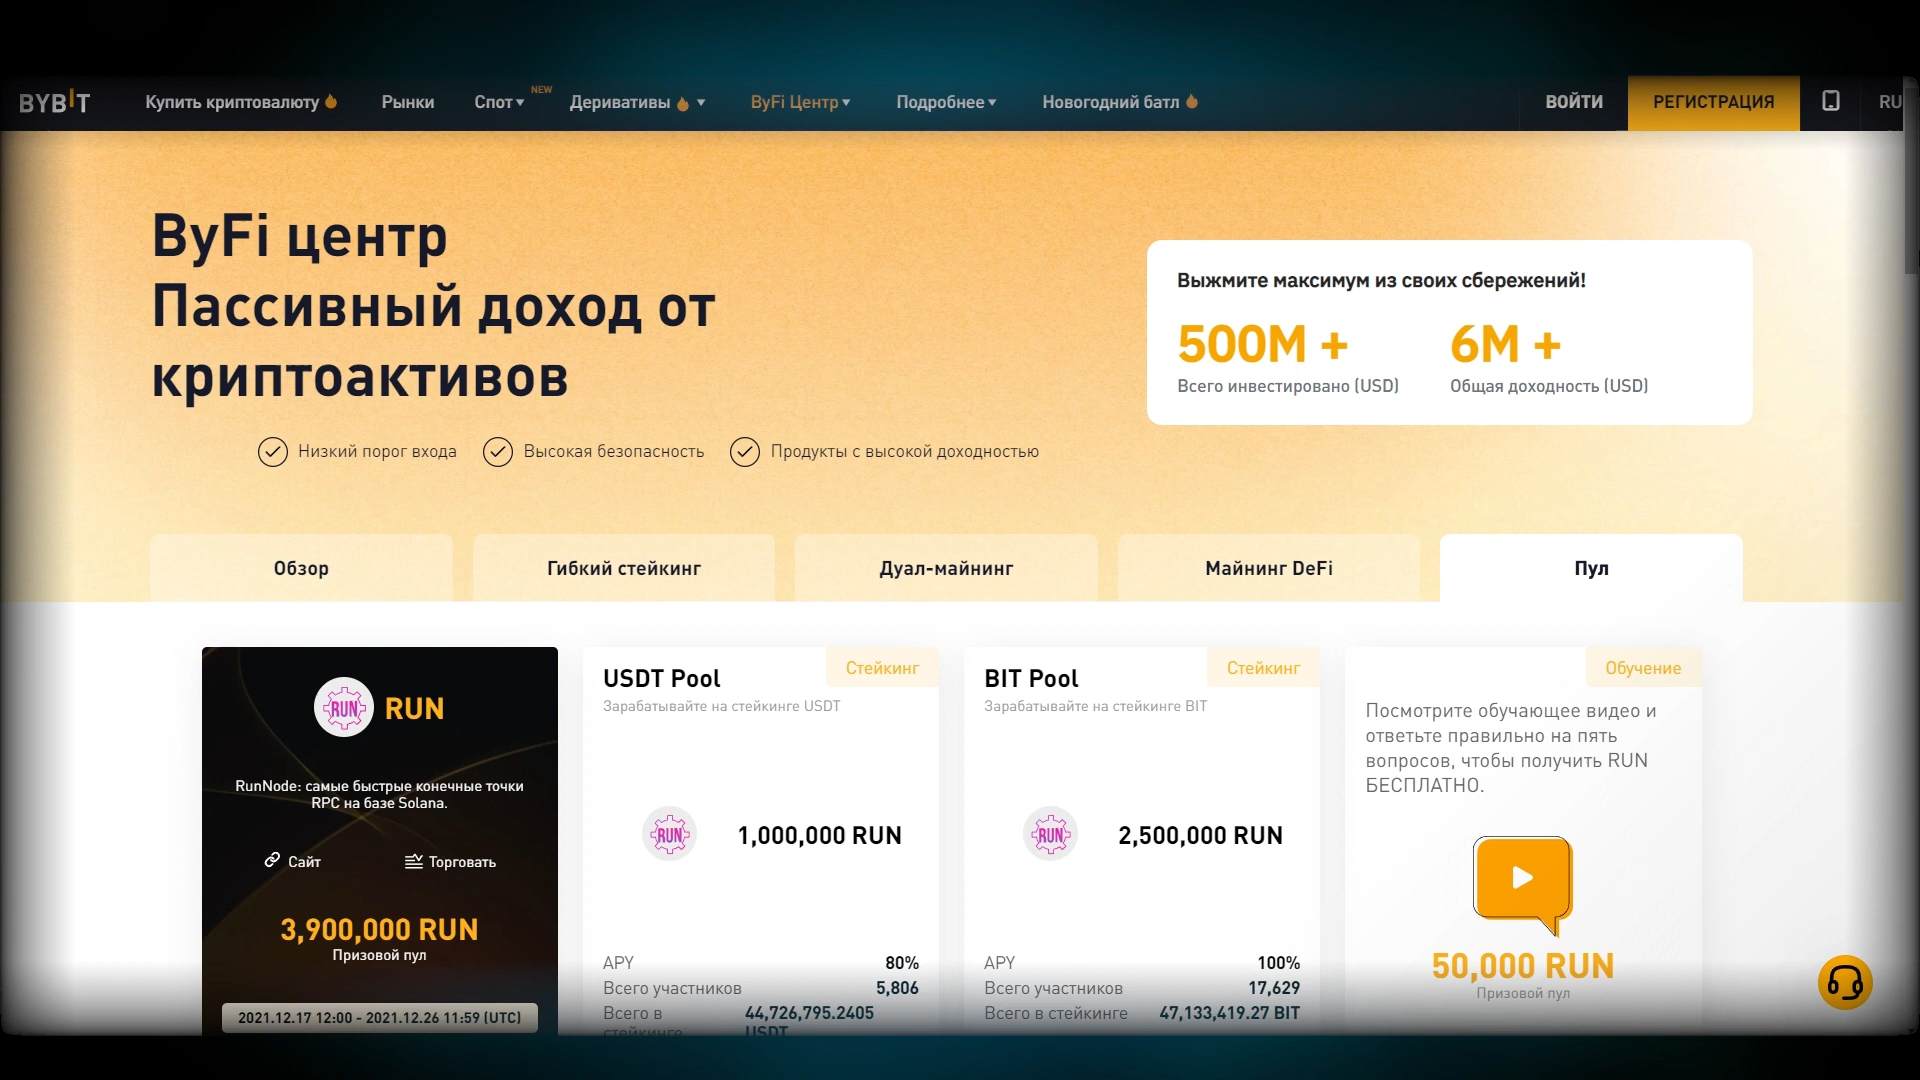 BYBIT
Купить криптовалюту
Рынки
Спот
NEW
Деривативы
ByFi Центр
Подробнее
Новогодний батл
ВОЙТИ
РЕГИСТРАЦИЯ
RU
ByFi центр
Пассивный доход от
криптоактивов
Низкий порог входа
Высокая безопасность
Продукты с высокой доходностью
Выжмите максимум из своих сбережений!
500M +
6M +
Всего инвестировано (USD)
Общая доходность (USD)
Обзор
Гибкий стейкинг
Дуал-майнинг
Майнинг DeFi
Пул
RUN
RUN
RunNode: самые быстрые конечные точки
RPC на базе Solana.
Сайт
Торговать
3,900,000 RUN
Призовой пул
2021.12.17 12:00 - 2021.12.26 11:59 (UTC)
USDT Pool
Стейкинг
Зарабатывайте на стейкинге USDT
RUN
1,000,000 RUN
APY
80%
Всего участников
5,806
Всего в
44,726,795.2405
стейкинге
USDT
BIT Pool
Стейкинг
Зарабатывайте на стейкинге BIT
RUN
2,500,000 RUN
APY
100%
Всего участников
17,629
Всего в стейкинге
47,133,419.27 BIT
Обучение
Посмотрите обучающее видео и
ответьте правильно на пять
вопросов, чтобы получить RUN
БЕСПЛАТНО.
50,000 RUN
Призовой пул